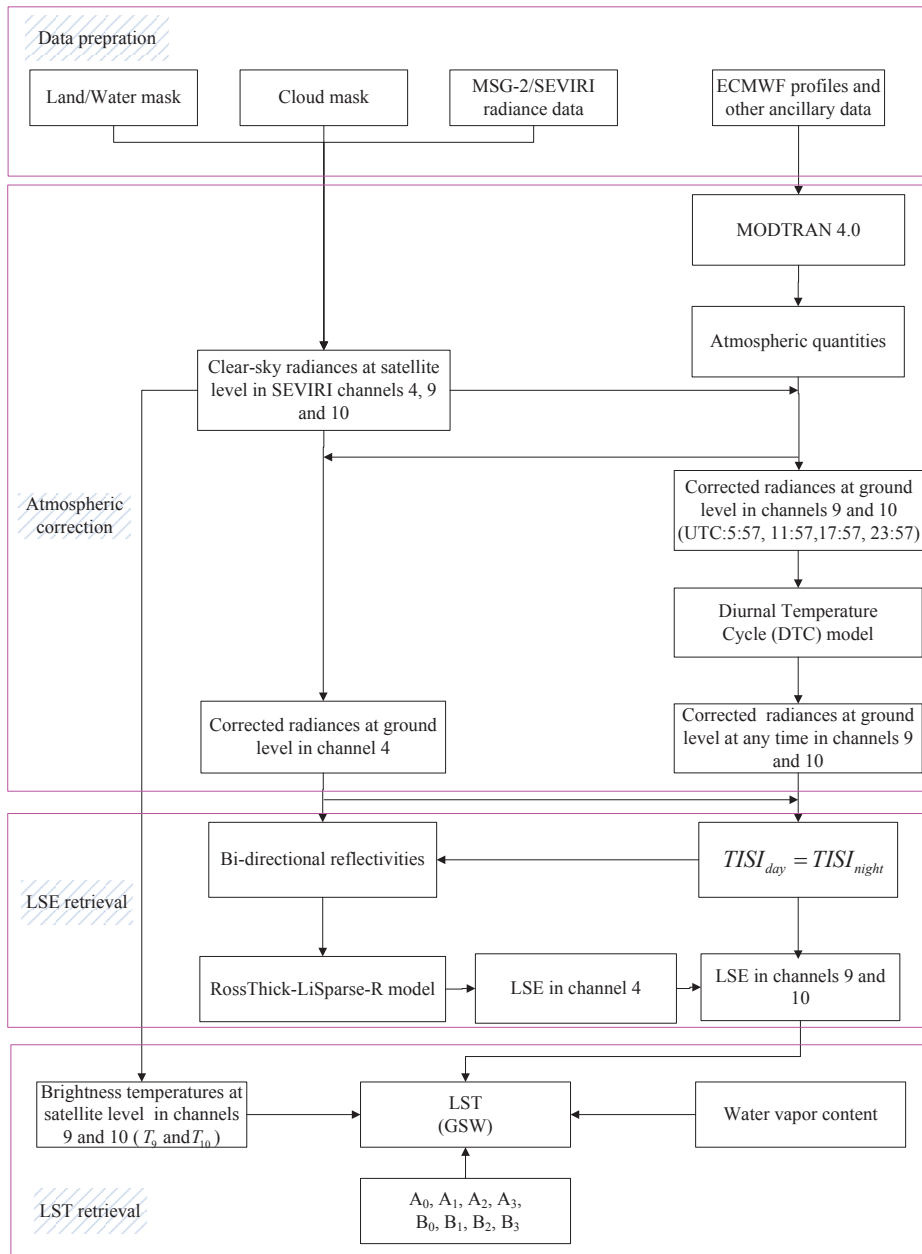 Data prepration
Land/Water mask
Cloud mask
MSG-2/SEVIRI
radiance data
ECMWF profiles and
other ancillary data
MODTRAN 4.0
Atmospheric quantities
Clear-sky radiances at satellite
level in SEVIRI channels 4, 9
and 10
Atmospheric
correction
Corrected radiances at ground
level in channels 9 and 10
(UTC:5:57, 11:57,17:57, 23:57)
Diurnal Temperature
Cycle (DTC) model
Corrected radiances at ground
level in channel 4
Corrected radiances at ground
level at any time in channels 9
and 10
Bi-directional reflectivities
TISI_day = TISI_night
LSE retrieval
RossThick-LiSparse-R model
LSE in channel 4
LSE in channels 9 and
10
Brightness temperatures at
satellite level in channels
9 and 10 (T₉ and T₁₀)
LST
(GSW)
Water vapor content
A₀, A₁, A₂, A₃,
B₀, B₁, B₂, B₃
LST retrieval